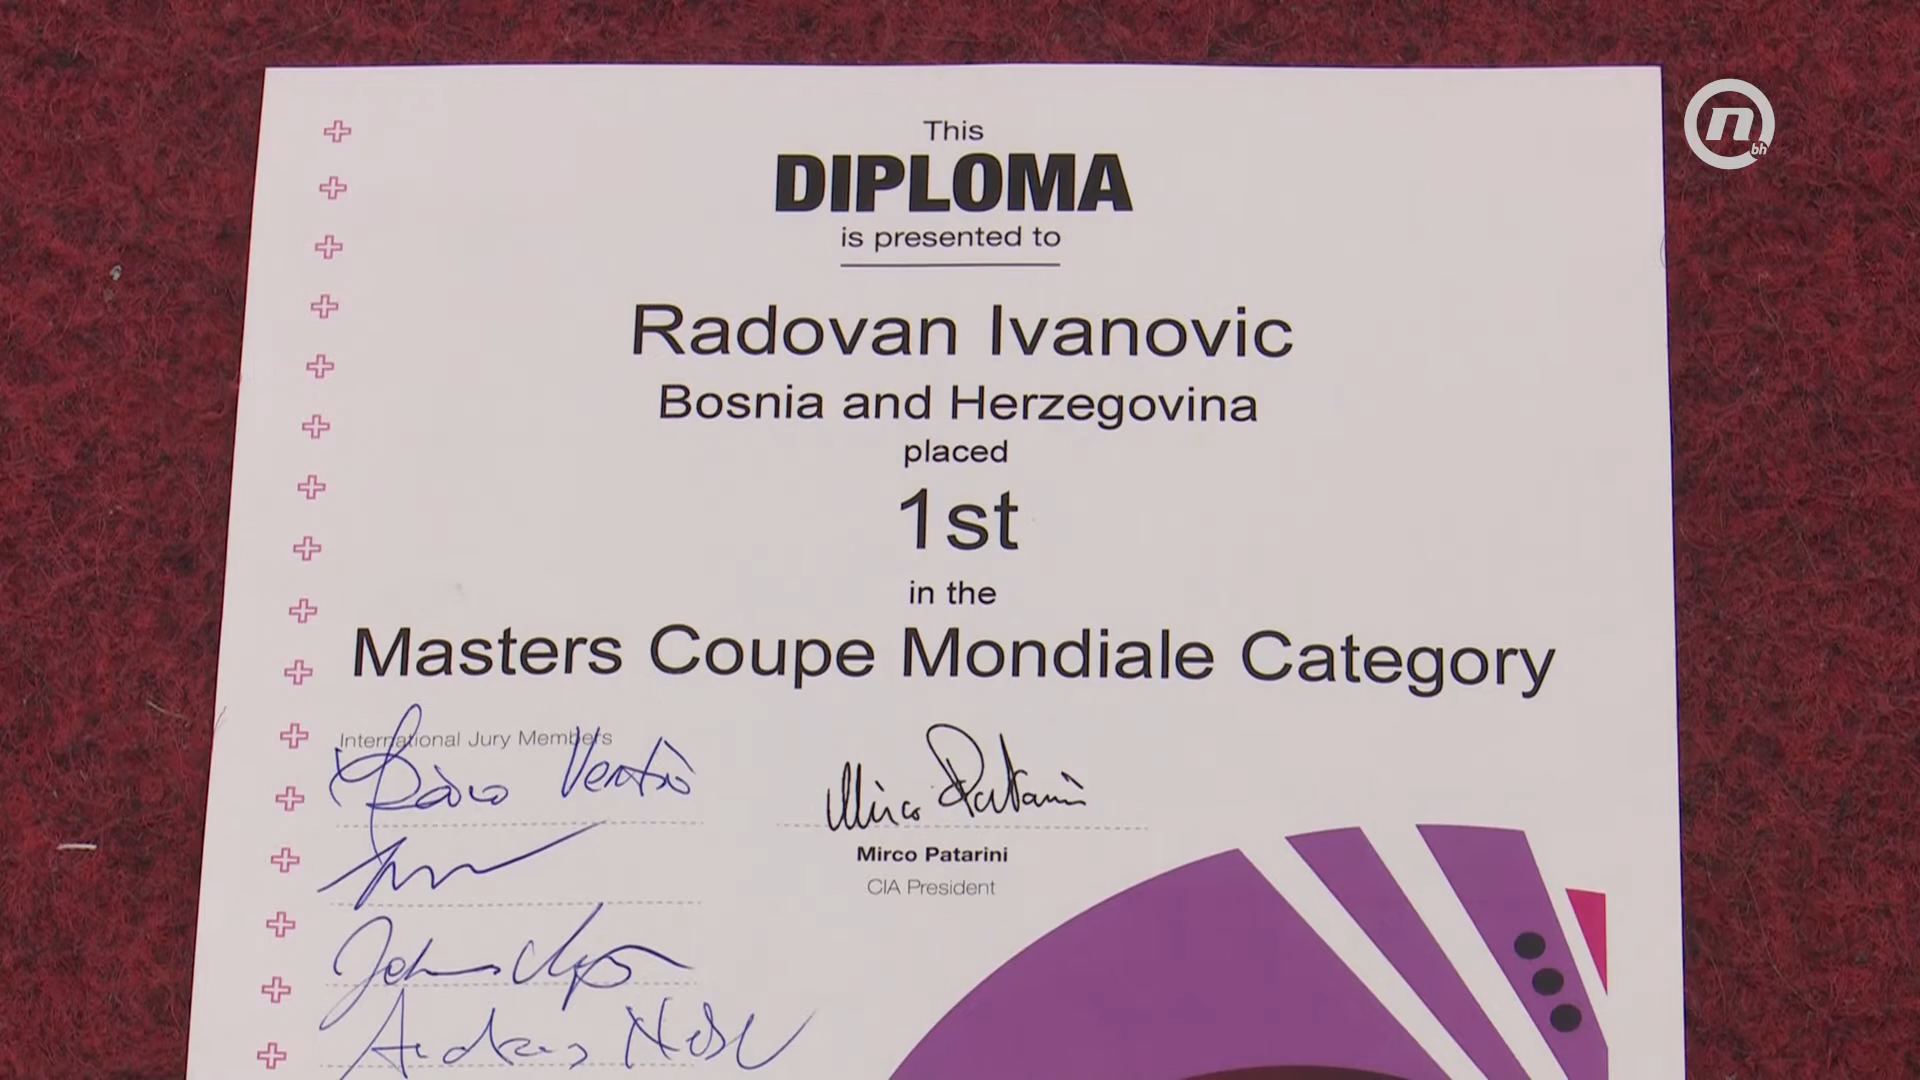 This
DIPLOMA
is presented to
Radovan Ivanovic
Bosnia and Herzegovina
placed
1st
in the
Masters Coupe Mondiale Category
International Jury Members
Mirco Patarini
Mirco Patarini
CIA President
n bh